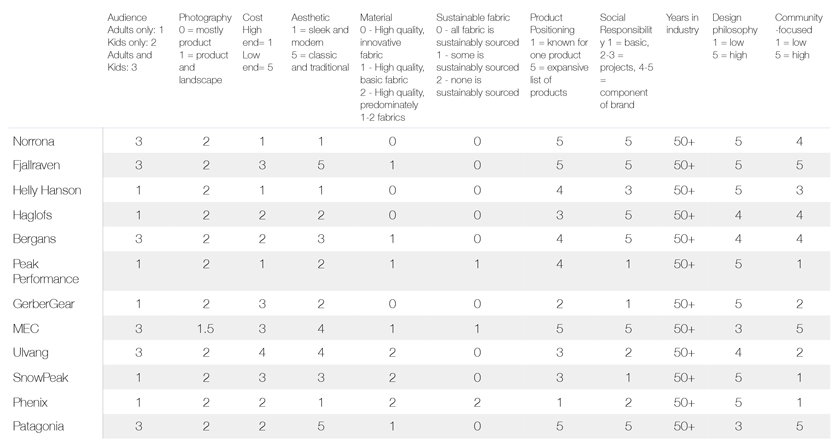 Audience Adults only: 1 Kids only: 2 Adults and Kids: 3
Photography 0 = mostly product 1 = product and landscape
Cost High end= 1 Low end= 5
Aesthetic 1 = sleek and modern 5 = classic and traditional
Material 0 - High quality, innovative fabric 1 - High quality, basic fabric 2 - High quality, predominately 1-2 fabrics
Sustainable fabric 0 - all fabric is sustainably sourced 1 - some is sustainably sourced 2 - none is sustainably sourced
Product Positioning 1 = known for one product 5 = expansive list of products
Social Responsibilit y 1 = basic, 2-3 = projects, 4-5 = component of brand
Years in industry
Design philosophy 1 = low 5 = high
Community -focused 1 = low 5 = high
Norrona 3 2 1 1 0 0 5 5 50+ 5 4
Fjallraven 3 2 3 5 1 0 5 5 50+ 5 5
Helly Hanson 1 2 1 1 0 0 4 3 50+ 5 3
Haglofs 1 2 2 2 0 0 3 5 50+ 4 4
Bergans 3 2 2 3 1 0 4 5 50+ 4 4
Peak Performance 1 2 1 2 1 1 4 1 50+ 5 1
GerberGear 1 2 3 2 0 0 2 1 50+ 5 2
MEC 3 1.5 3 4 1 1 5 5 50+ 3 5
Ulvang 3 2 4 4 2 0 3 2 50+ 4 2
SnowPeak 1 2 3 3 2 0 3 1 50+ 5 1
Phenix 1 2 2 1 2 2 1 2 50+ 5 1
Patagonia 3 2 2 5 1 0 5 5 50+ 3 5